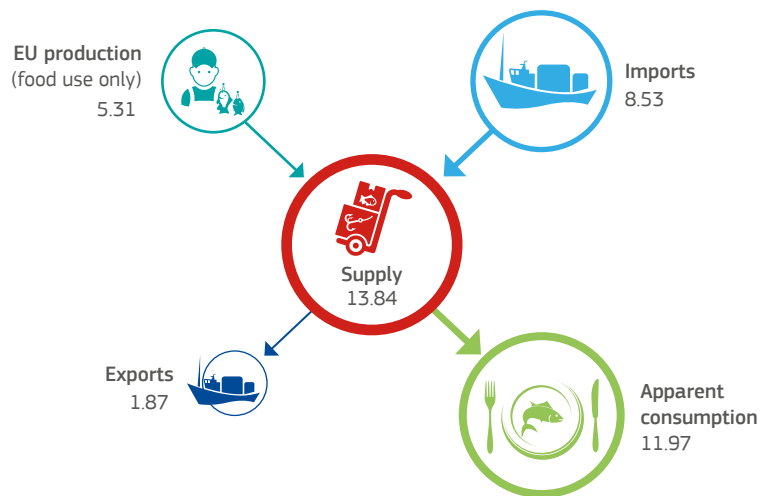 EU production
(food use only)
5.31
Imports
8.53
Supply
13.84
Exports
1.87
Apparent
consumption
11.97